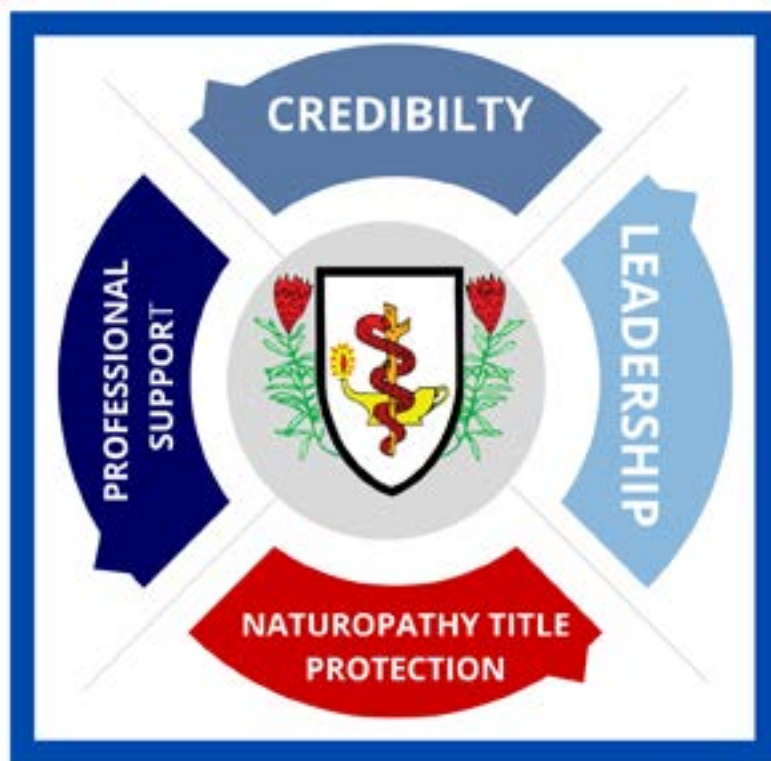 CREDIBILTY
LEADERSHIP
NATUROPATHY TITLE
PROTECTION
PROFESSIONAL
SUPPORT